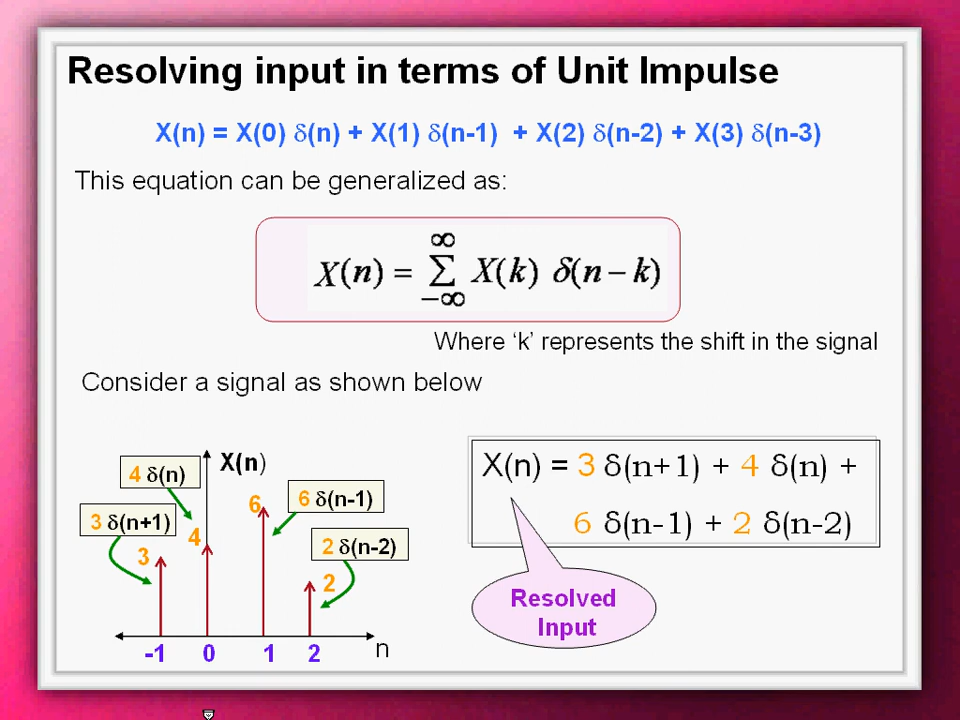 Resolving input in terms of Unit Impulse
X(n) = X(0) δ(n) + X(1) δ(n-1) + X(2) δ(n-2) + X(3) δ(n-3)
This equation can be generalized as:
∞
X(n) = Σ X(k) δ(n − k)
−∞
Where ‘k’ represents the shift in the signal
Consider a signal as shown below
X(n)
4 δ(n)
6
6 δ(n-1)
3 δ(n+1)
4
3
2 δ(n-2)
2
-1 0 1 2 n
X(n) = 3 δ(n+1) + 4 δ(n) +
6 δ(n-1) + 2 δ(n-2)
Resolved
Input